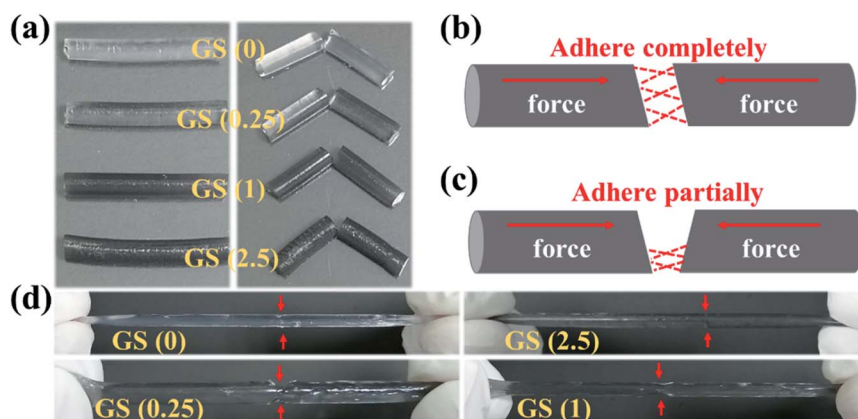 (a)
GS (0)
GS (0.25)
GS (1)
GS (2.5)
(b)
Adhere completely
force force
(c)
Adhere partially
force force
(d)
GS (0)
GS (2.5)
GS (0.25)
GS (1)